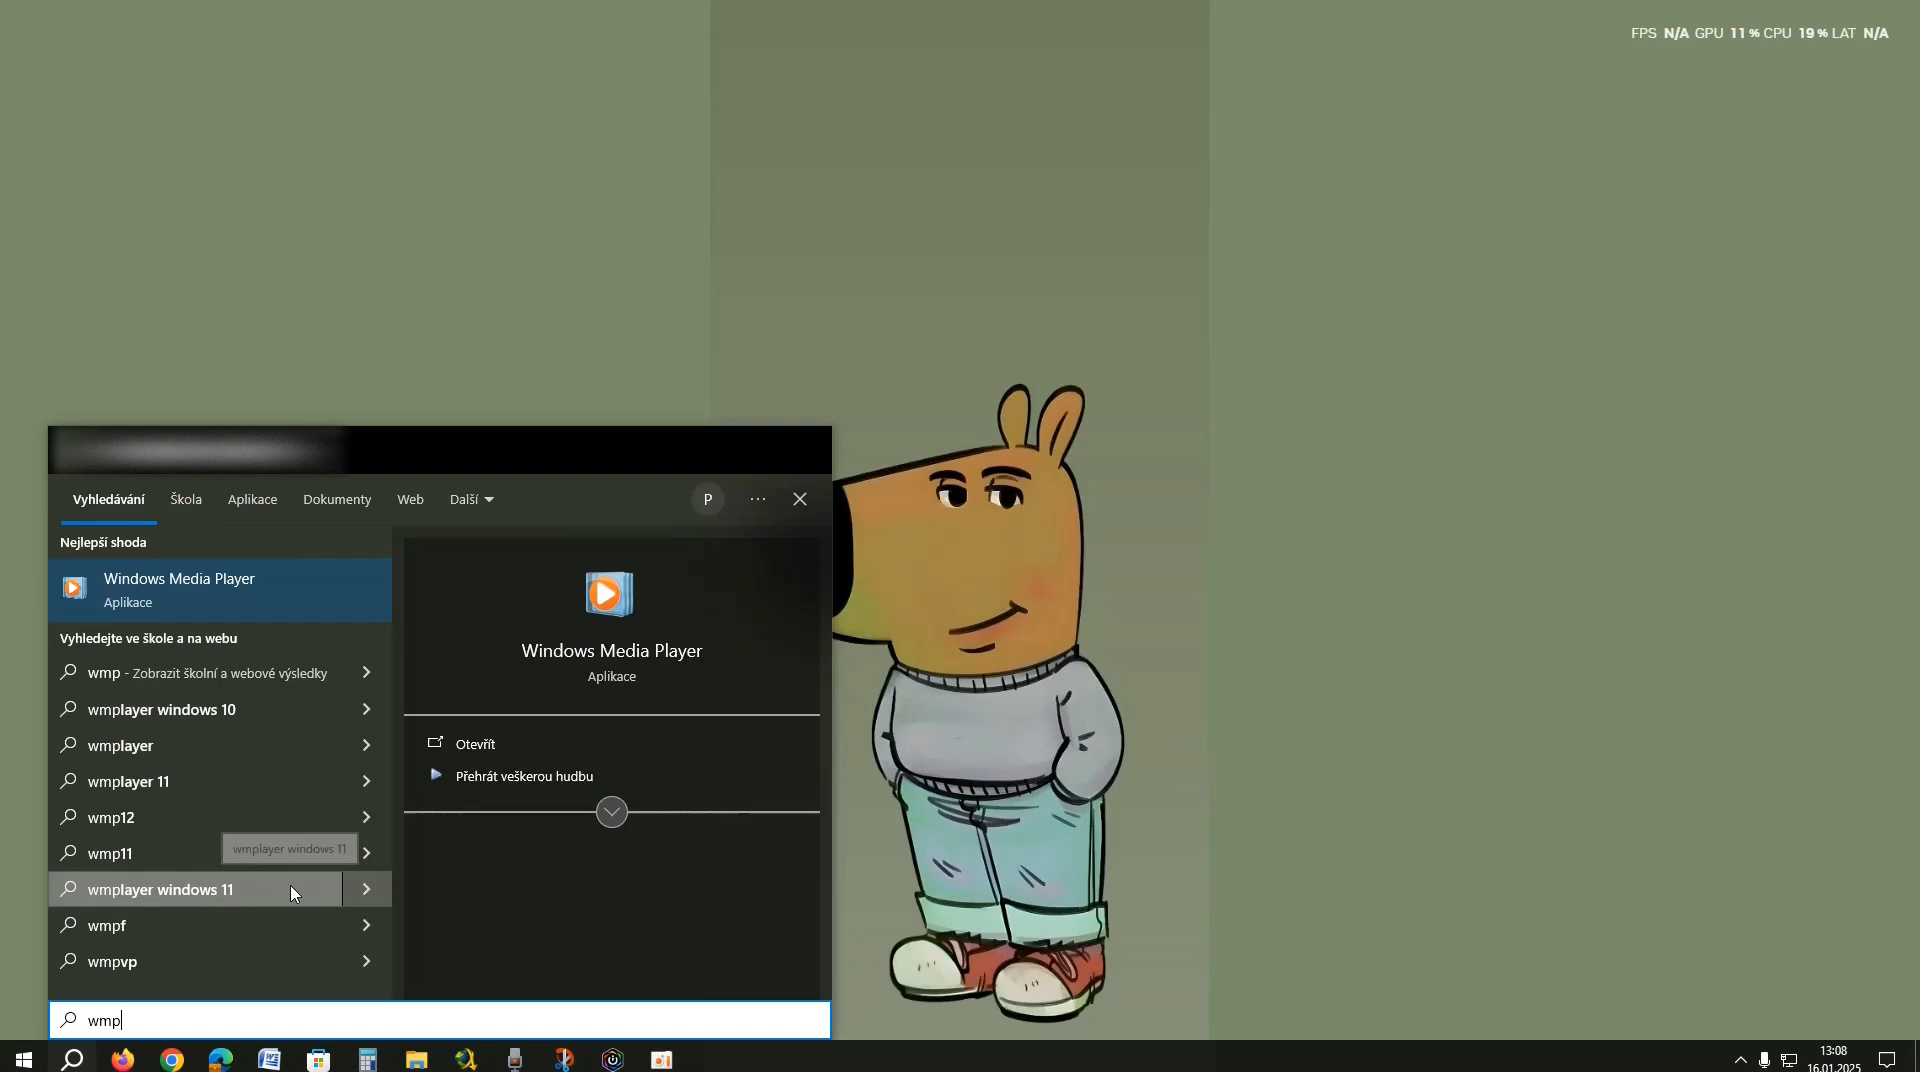 FPS N/A GPU 11% CPU 19% LAT N/A
Vyhledávání Škola Aplikace Dokumenty Web Další P
Nejlepší shoda
Windows Media Player
Aplikace
Vyhledejte ve škole a na webu
wmp - Zobrazit školní a webové výsledky
wmplayer windows 10
wmplayer
wmplayer 11
wmp12
wmp11
wmplayer windows 11
wmplayer windows 11
wmpf
wmpvp
Windows Media Player
Aplikace
Otevřít
Přehrát veškerou hudbu
wmp
13:08
16.01.2025